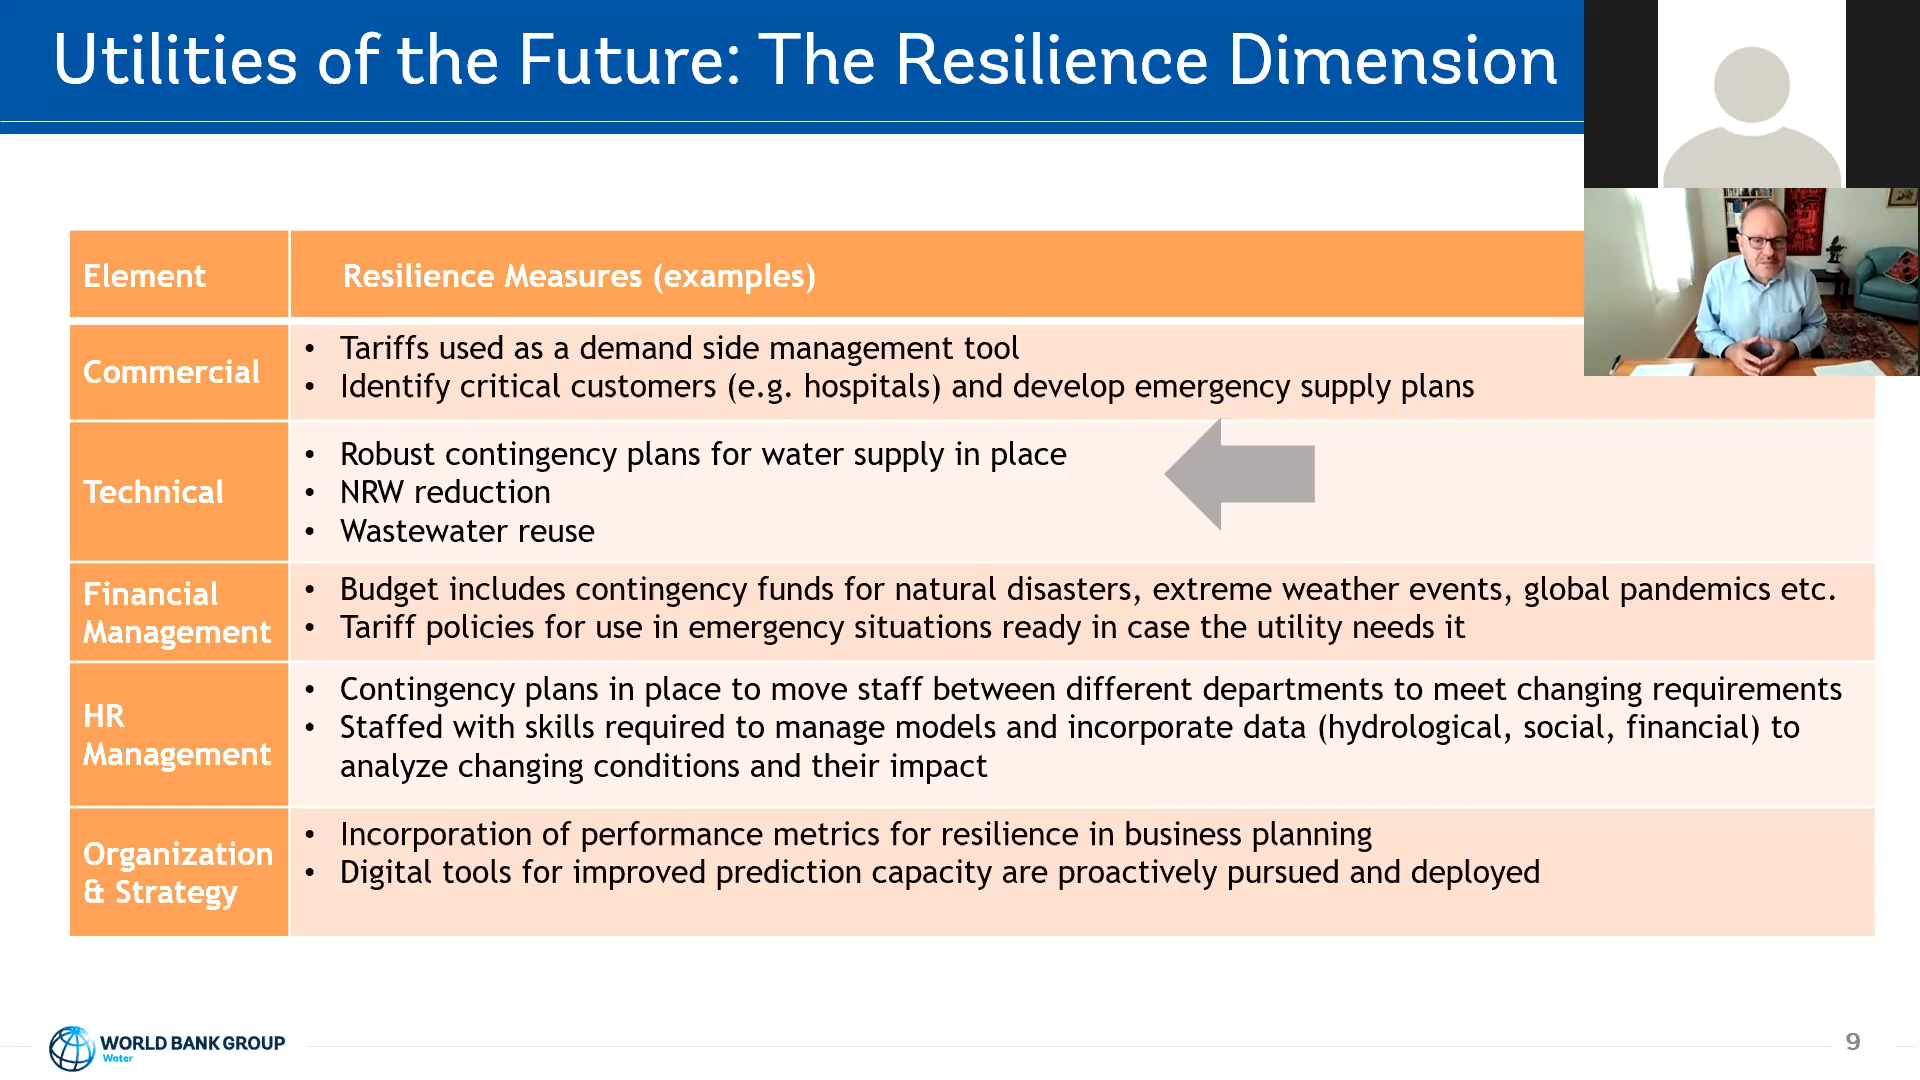 Utilities of the Future: The Resilience Dimension
Element
Resilience Measures (examples)
Commercial
• Tariffs used as a demand side management tool
• Identify critical customers (e.g. hospitals) and develop emergency supply plans
Technical
• Robust contingency plans for water supply in place
• NRW reduction
• Wastewater reuse
Financial
Management
• Budget includes contingency funds for natural disasters, extreme weather events, global pandemics etc.
• Tariff policies for use in emergency situations ready in case the utility needs it
HR
Management
• Contingency plans in place to move staff between different departments to meet changing requirements
• Staffed with skills required to manage models and incorporate data (hydrological, social, financial) to
analyze changing conditions and their impact
Organization
& Strategy
• Incorporation of performance metrics for resilience in business planning
• Digital tools for improved prediction capacity are proactively pursued and deployed
WORLD BANK GROUP
Water
9